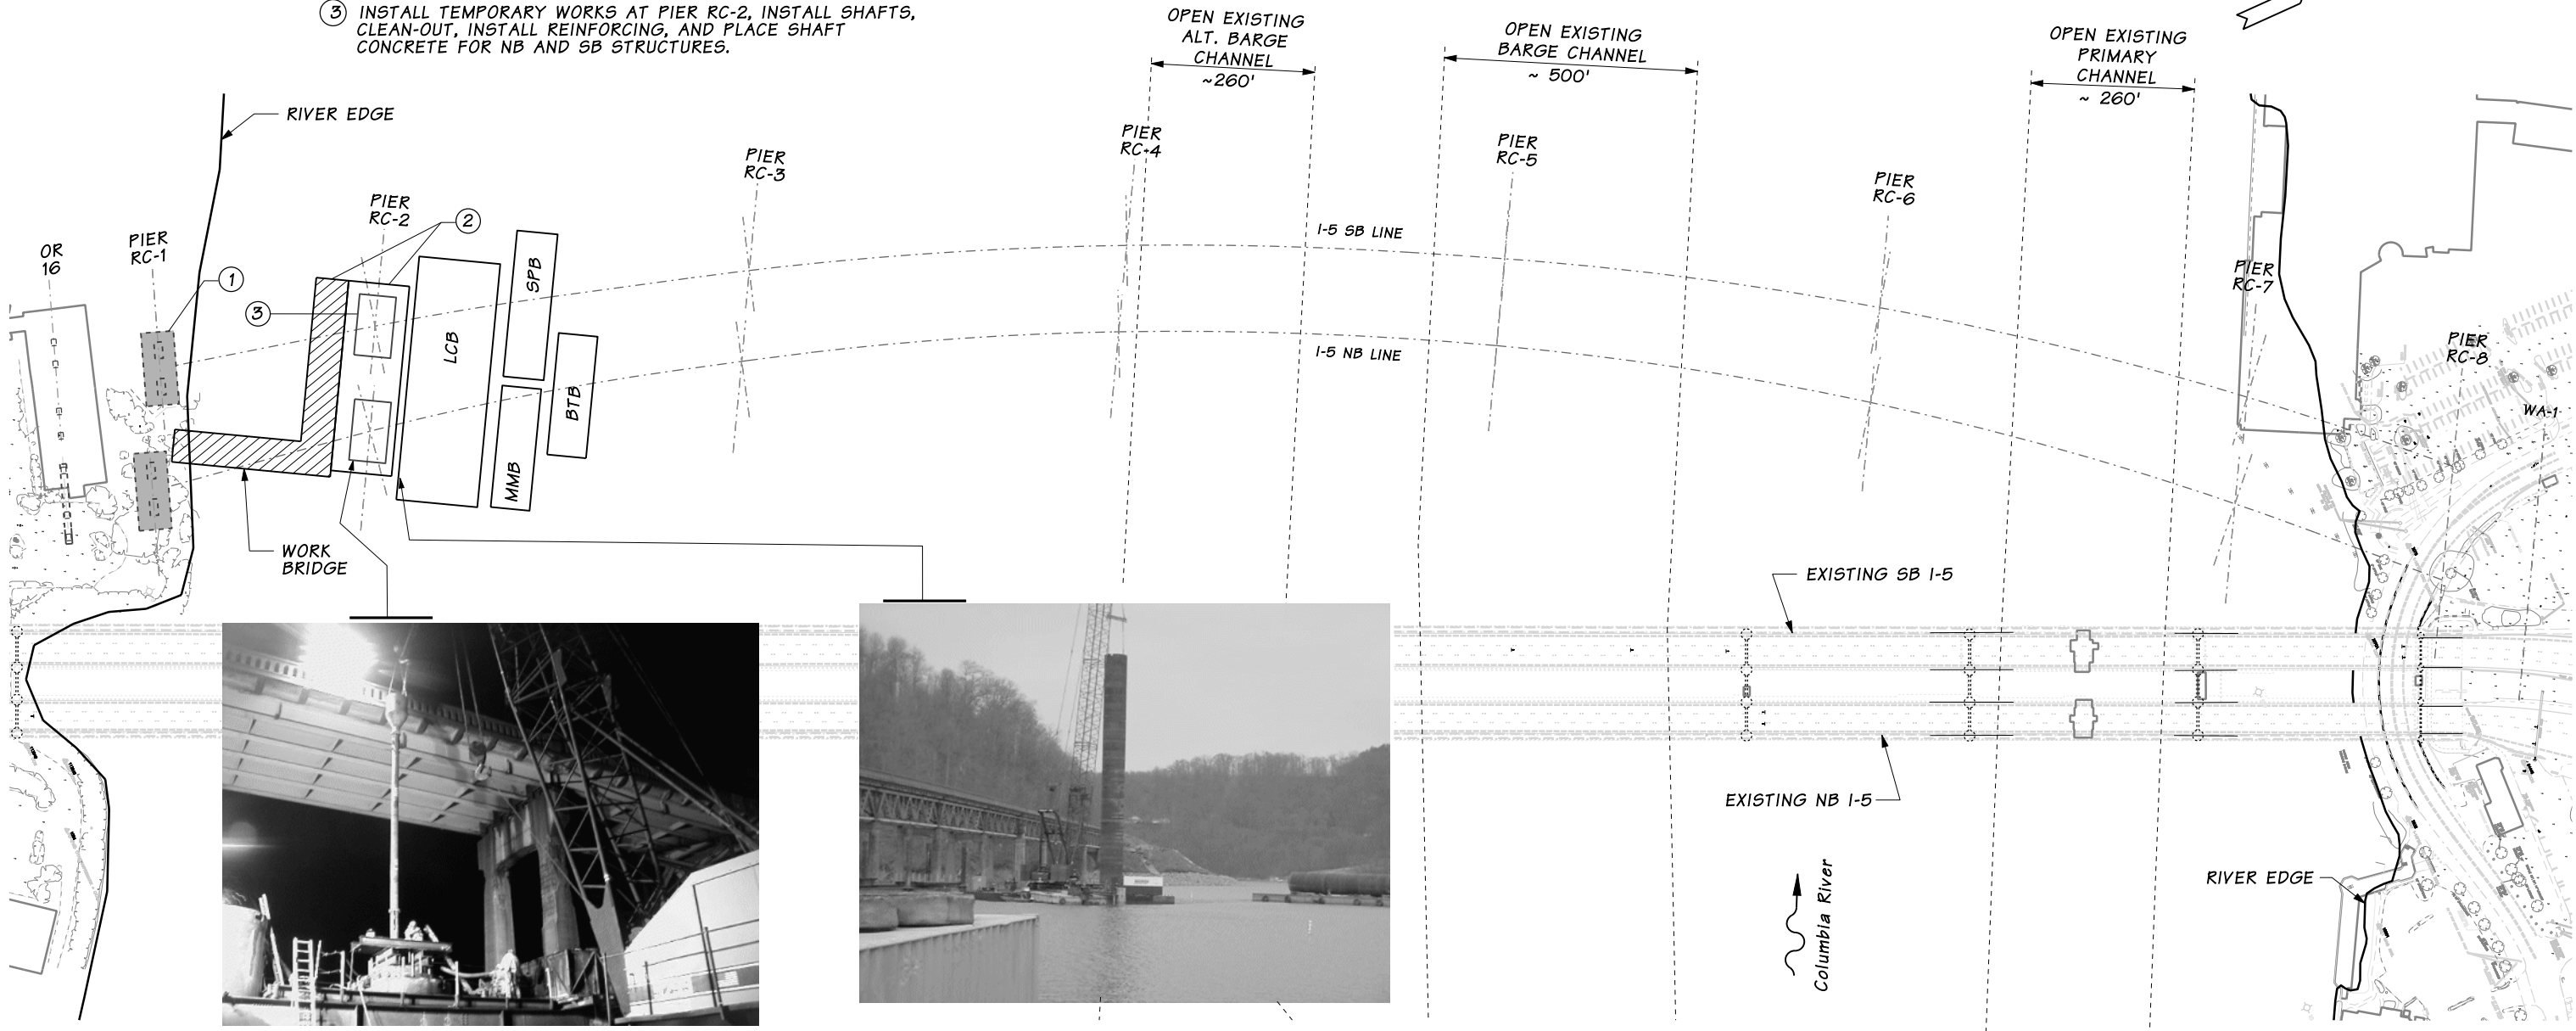 3 INSTALL TEMPORARY WORKS AT PIER RC-2, INSTALL SHAFTS,
CLEAN-OUT, INSTALL REINFORCING, AND PLACE SHAFT
CONCRETE FOR NB AND SB STRUCTURES.
OPEN EXISTING
ALT. BARGE
CHANNEL
~260'
OPEN EXISTING
BARGE CHANNEL
~ 500'
OPEN EXISTING
PRIMARY
CHANNEL
~ 260'
RIVER EDGE
OR
16
PIER
RC-1
PIER
RC-2
PIER
RC-3
PIER
RC-4
PIER
RC-5
PIER
RC-6
PIER
RC-7
PIER
RC-8
WA-1
1
2
3
LCB
SPB
MMB
BTB
I-5 SB LINE
I-5 NB LINE
WORK
BRIDGE
EXISTING SB I-5
EXISTING NB I-5
Columbia River
RIVER EDGE